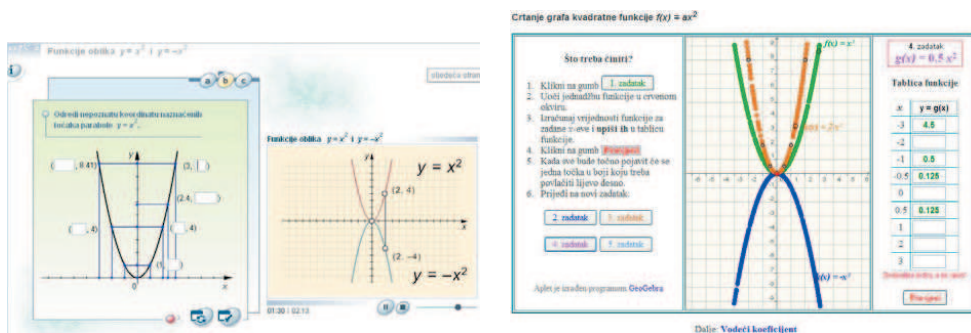 Funkcije oblika y = x² i y = -x²
a b c
Odredi nepoznatu koordinatu naznačenih
točaka parabole y = x².
y
( , 9.41)
(3, )
(2.4, )
( , 4)
( , 4)
(1, )
0
x
Funkcije oblika y = x² i y = -x²
y
y = x²
(2, 4)
x
(2, -4)
y = -x²
01:30 | 02:13
Crtanje grafa kvadratne funkcije f(x) = ax²
Što treba činiti?
1. Klikni na gumb 1. zadatak
2. Uoči jednadžbu funkcije u crvenom
okviru.
3. Izračunaj vrijednosti funkcije za
zadane x-eve i upiši ih u tablicu
funkcije.
4. Klikni na gumb Provjeri
5. Kada sve bude točno pojavit će se
jedna točka u boji koju treba
povlačiti lijevo desno.
6. Prijeđi na novi zadatak.
2. zadatak 3. zadatak
4. zadatak 5. zadatak
Aplet je izrađen programom GeoGebra
f(x) = x²
4. zadatak
g(x) = 0.5 x²
Tablica funkcije
x y = g(x)
-3 4.5
-2
-1 0.5
-0.5 0.125
0
0.5 0.125
1
2
3
Provjeri
Dalje: Vodeći koeficijent